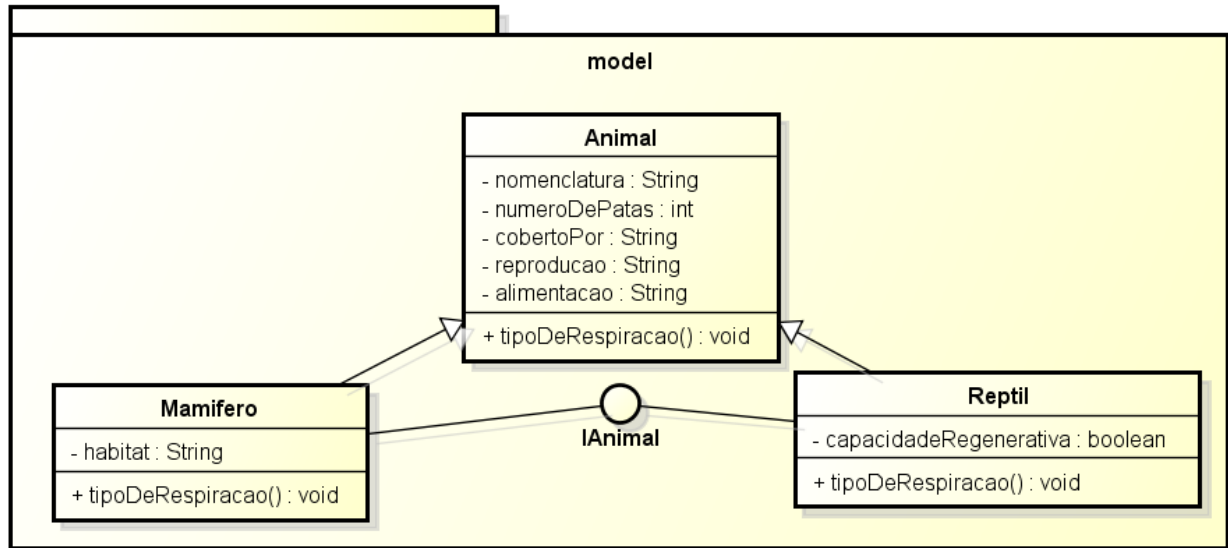 model
Animal
- nomenclatura : String
- numeroDePatas : int
- cobertoPor : String
- reproducao : String
- alimentacao : String
+ tipoDeRespiracao() : void
Mamifero
- habitat : String
+ tipoDeRespiracao() : void
IAnimal
Reptil
- capacidadeRegenerativa : boolean
+ tipoDeRespiracao() : void